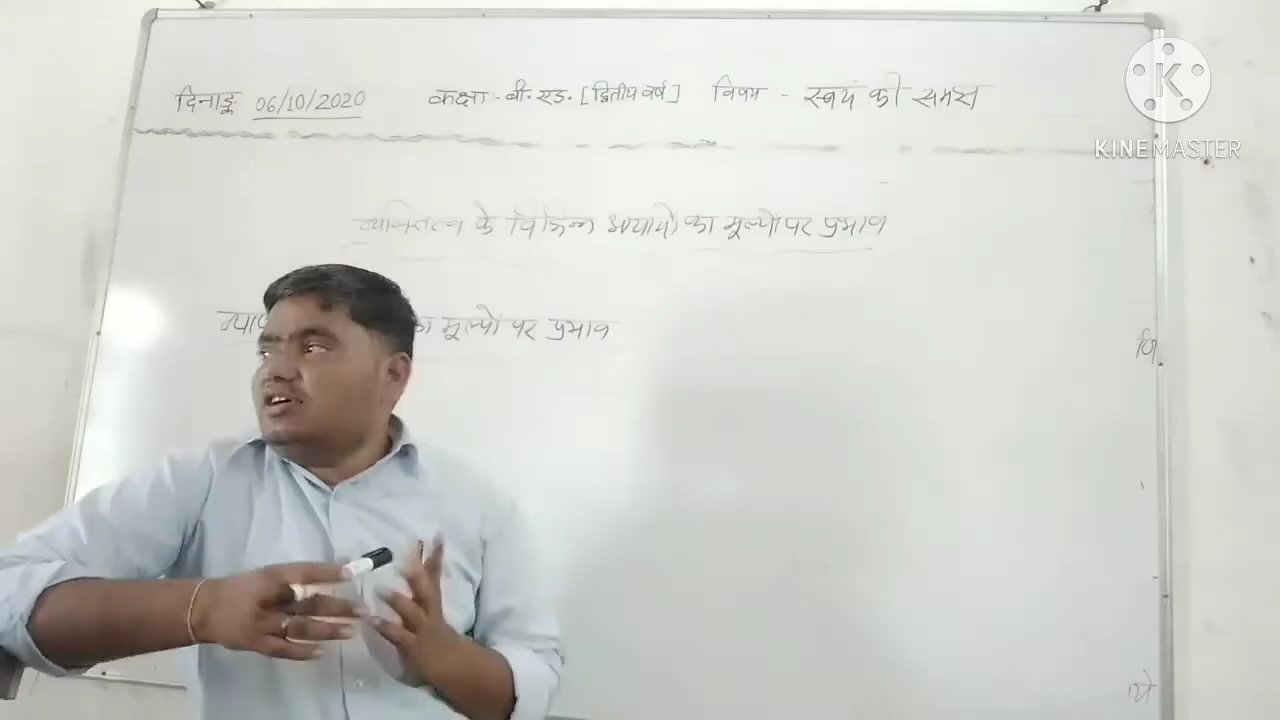 दिनाङ्क 06/10/2020 कक्षा:- बी.एड. [द्वितीय वर्ष] विषय - स्वयं की समझ
K
KINEMASTER
व्यक्तित्व के विभिन्न आयामों का मूल्यों पर प्रभाव
का मूल्यों पर प्रभाव